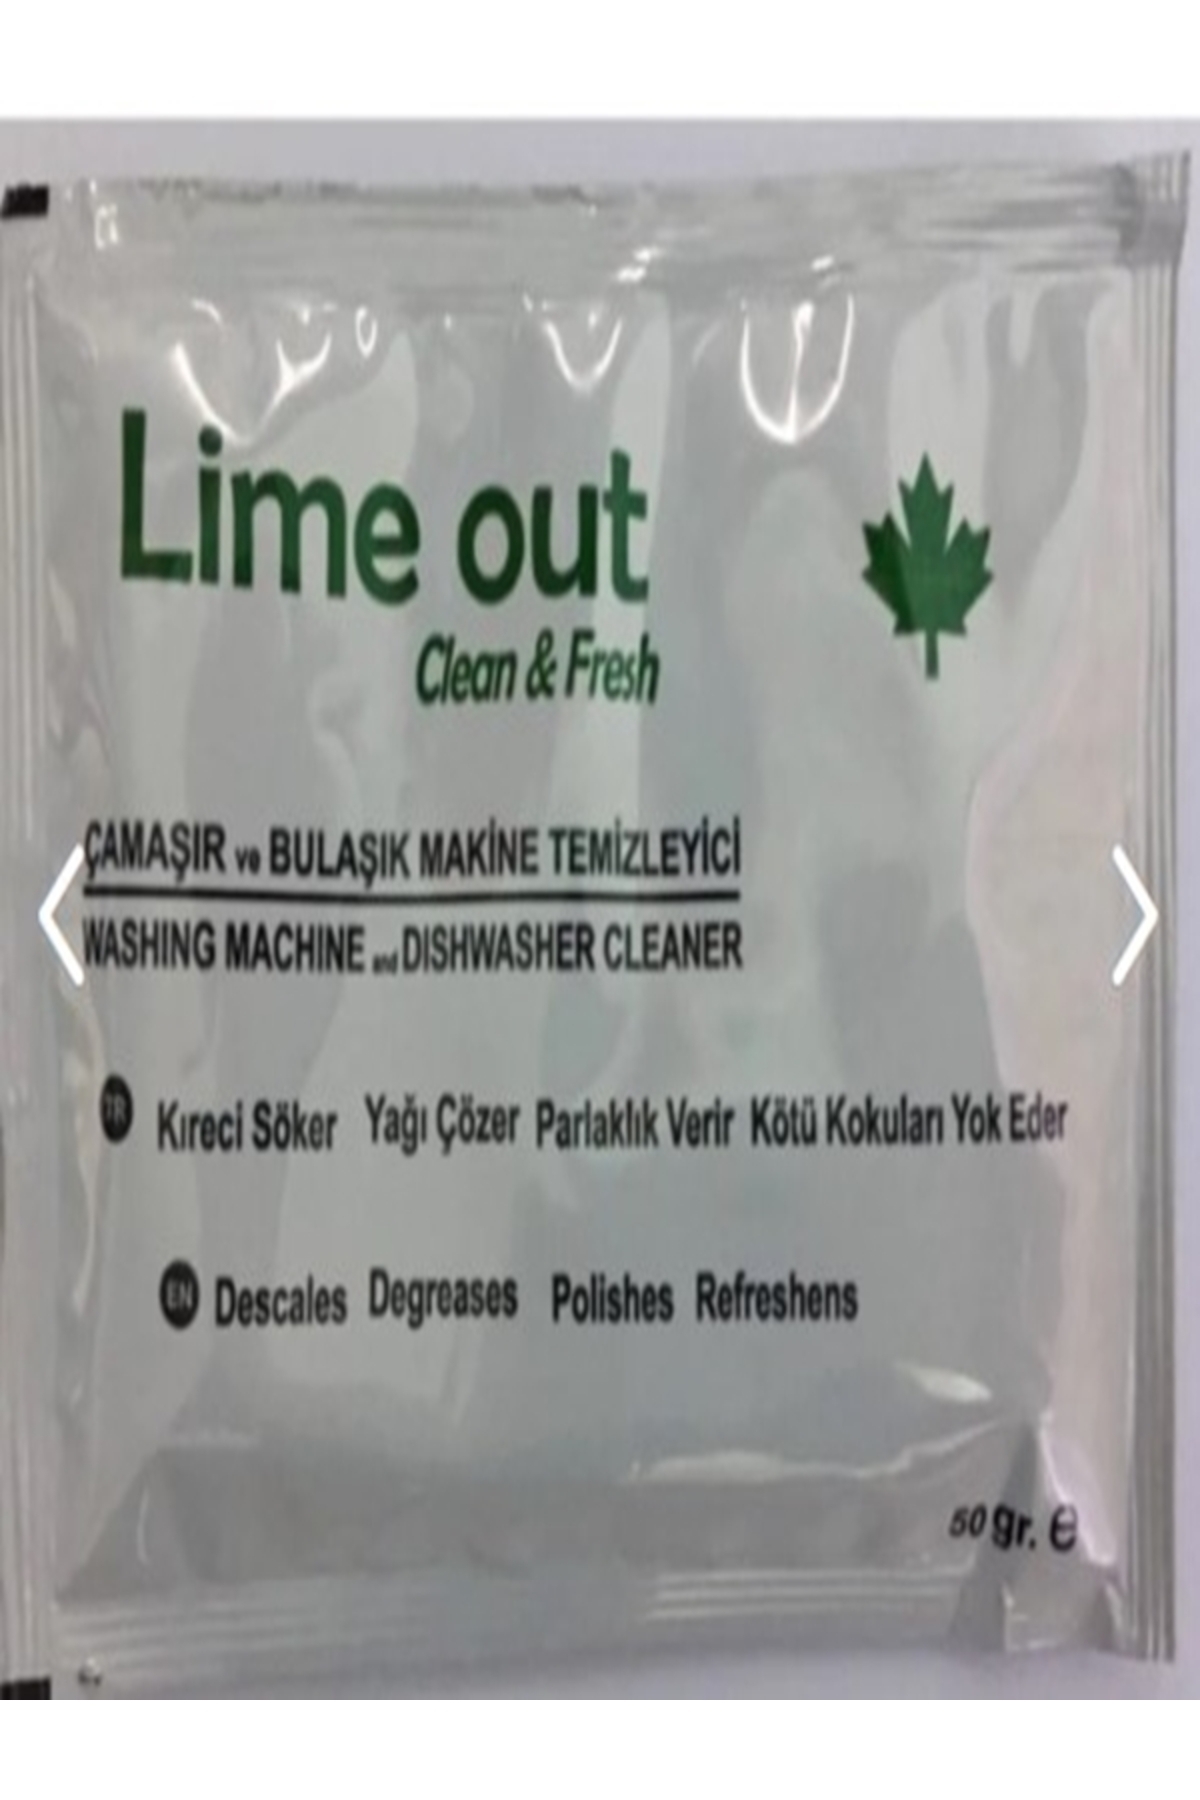 Lime out
Clean & Fresh
ÇAMAŞIR ve BULAŞIK MAKİNE TEMİZLEYİCİ
WASHING MACHINE and DISHWASHER CLEANER
TR Kıreci Söker Yağı Çözer Parlaklık Verir Kötü Kokuları Yok Eder
EN Descales Degreases Polishes Refreshens
50 gr. e